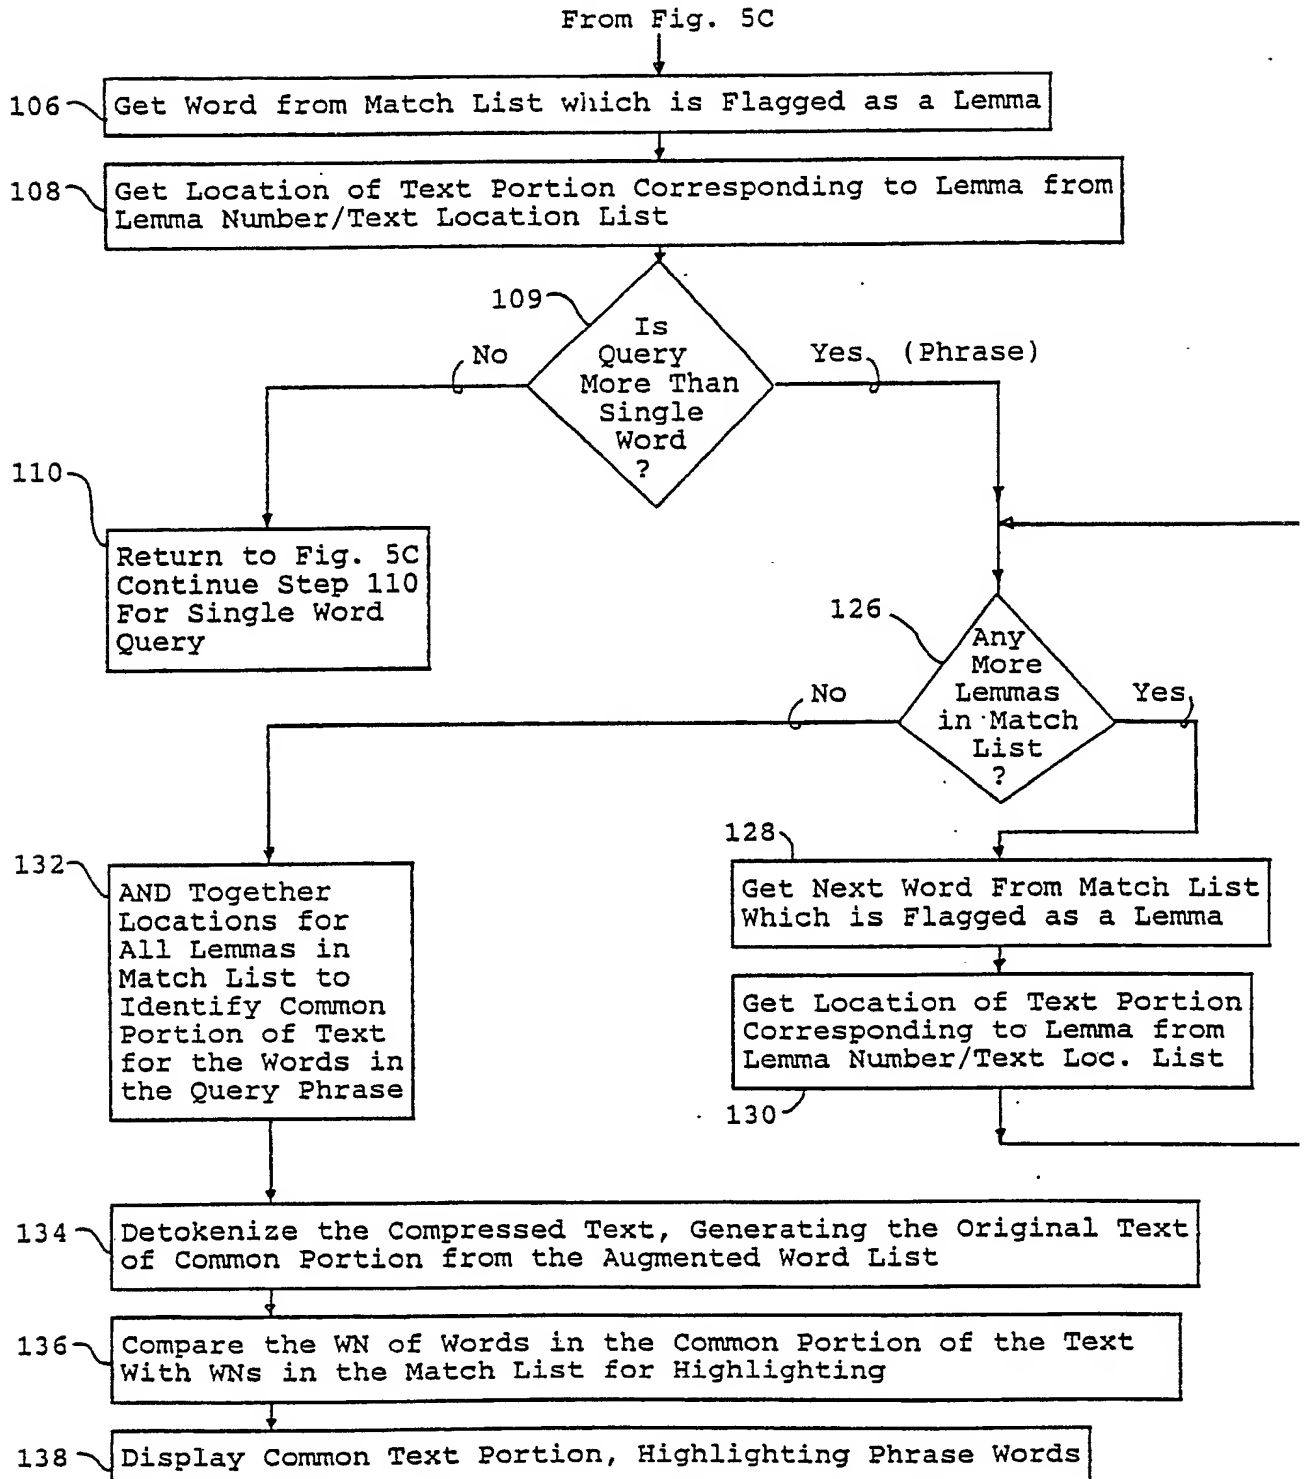 From Fig. 5C
106
Get Word from Match List which is Flagged as a Lemma
108
Get Location of Text Portion Corresponding to Lemma from
Lemma Number/Text Location List
109
Is
Query
More Than
Single
Word
?
No
Yes (Phrase)
110
Return to Fig. 5C
Continue Step 110
For Single Word
Query
126
Any
More
Lemmas
in Match
List
?
No
Yes
128
Get Next Word From Match List
Which is Flagged as a Lemma
Get Location of Text Portion
Corresponding to Lemma from
Lemma Number/Text Loc. List
130
132
AND Together
Locations for
All Lemmas in
Match List to
Identify Common
Portion of Text
for the Words in
the Query Phrase
134
Detokenize the Compressed Text, Generating the Original Text
of Common Portion from the Augmented Word List
136
Compare the WN of Words in the Common Portion of the Text
With WNs in the Match List for Highlighting
138
Display Common Text Portion, Highlighting Phrase Words